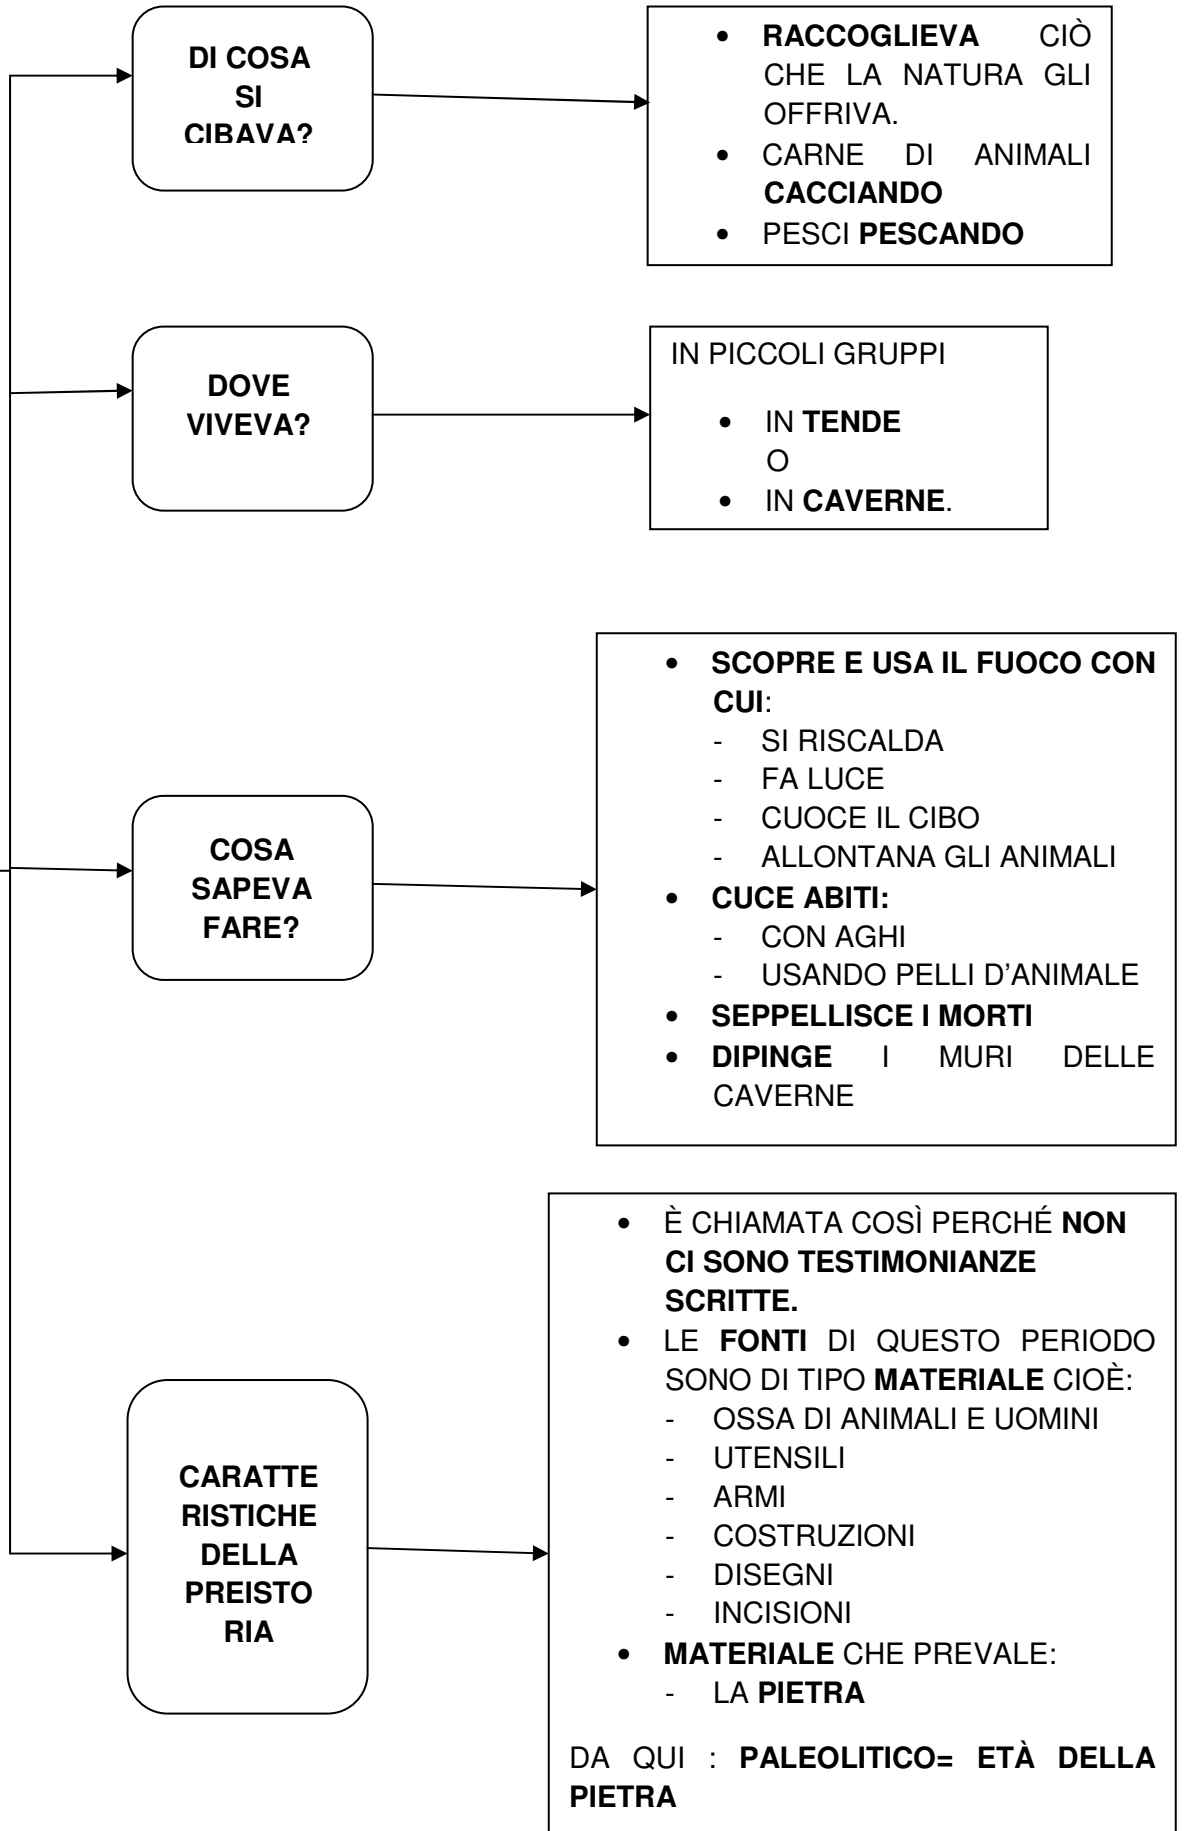 DI COSA
SI
CIBAVA?
• RACCOGLIEVA CIÒ
CHE LA NATURA GLI
OFFRIVA.
• CARNE DI ANIMALI
CACCIANDO
• PESCI PESCANDO
DOVE
VIVEVA?
IN PICCOLI GRUPPI
• IN TENDE
O
• IN CAVERNE.
COSA
SAPEVA
FARE?
• SCOPRE E USA IL FUOCO CON
CUI:
- SI RISCALDA
- FA LUCE
- CUOCE IL CIBO
- ALLONTANA GLI ANIMALI
• CUCE ABITI:
- CON AGHI
- USANDO PELLI D'ANIMALE
• SEPPELLISCE I MORTI
• DIPINGE I MURI DELLE
CAVERNE
CARATTE
RISTICHE
DELLA
PREISTO
RIA
• È CHIAMATA COSÌ PERCHÉ NON
CI SONO TESTIMONIANZE
SCRITTE.
• LE FONTI DI QUESTO PERIODO
SONO DI TIPO MATERIALE CIOÈ:
- OSSA DI ANIMALI E UOMINI
- UTENSILI
- ARMI
- COSTRUZIONI
- DISEGNI
- INCISIONI
• MATERIALE CHE PREVALE:
- LA PIETRA
DA QUI : PALEOLITICO= ETÀ DELLA
PIETRA